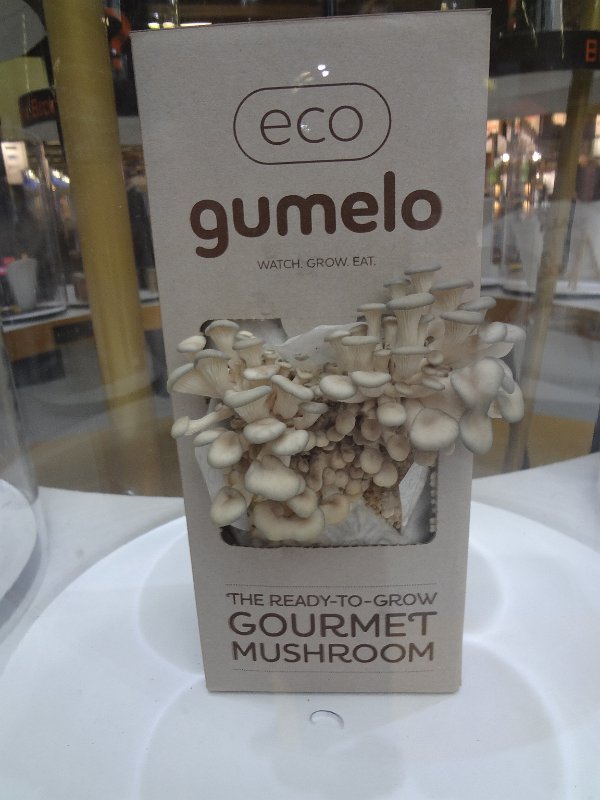 eco
gumelo
WATCH. GROW. EAT.
THE READY-TO-GROW
GOURMET
MUSHROOM